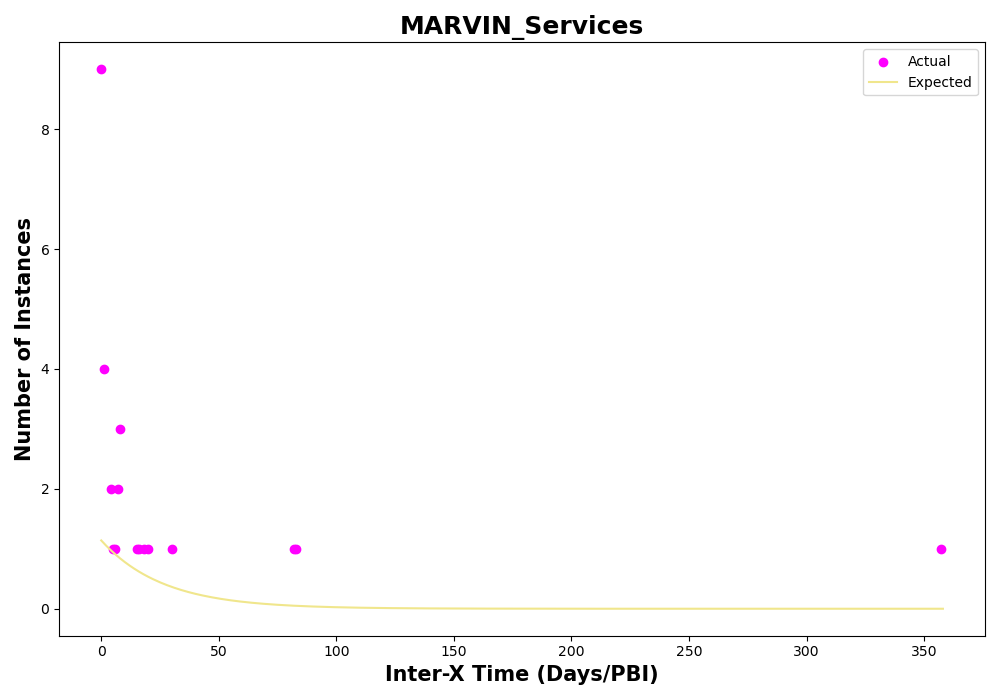 MARVIN_Services
Actual
Expected
8
6
4
2
0
Number of Instances
0 50 100 150 200 250 300 350
Inter-X Time (Days/PBI)